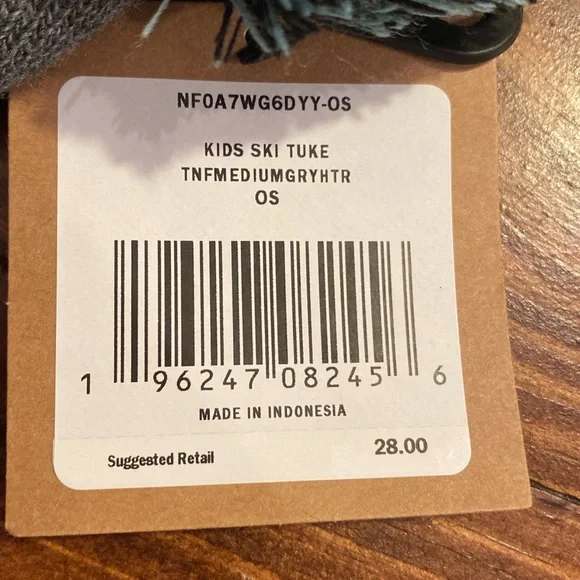 NF0A7WG6DYY-OS
KIDS SKI TUKE
TNFMEDIUMGRYHTR
OS
1 96247 08245 6
MADE IN INDONESIA
Suggested Retail 28.00